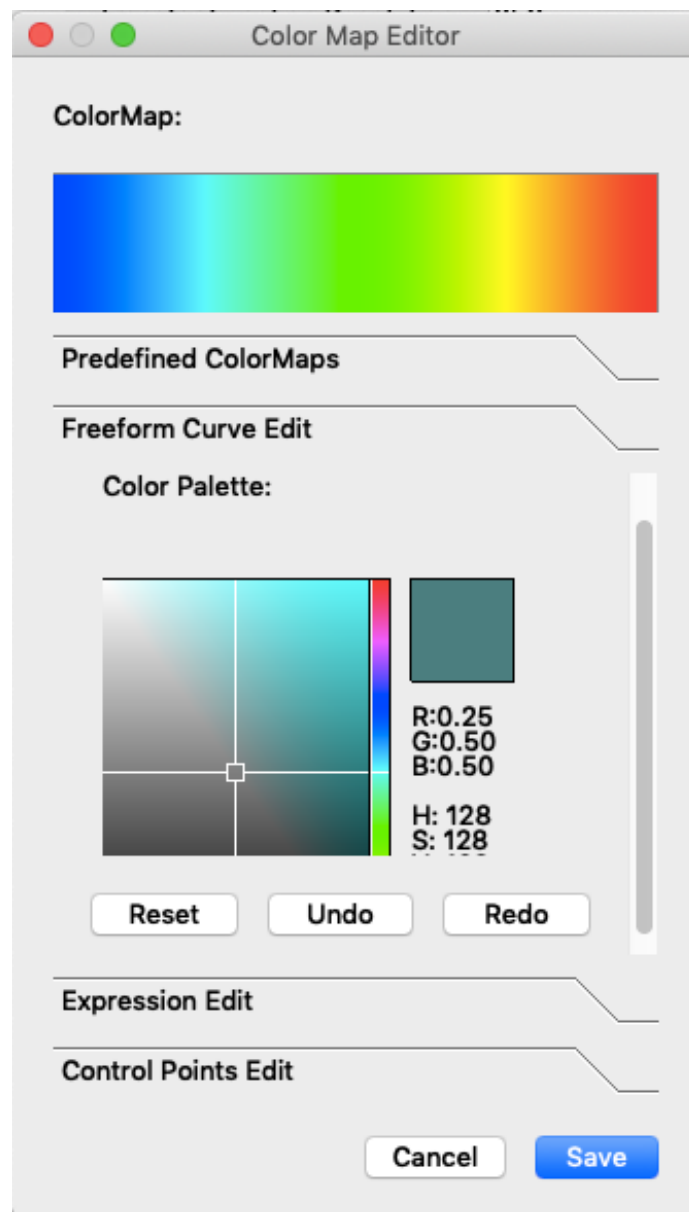 Color Map Editor
ColorMap:
Predefined ColorMaps
Freeform Curve Edit
Color Palette:
R:0.25
G:0.50
B:0.50
H: 128
S: 128
Reset Undo Redo
Expression Edit
Control Points Edit
Cancel Save